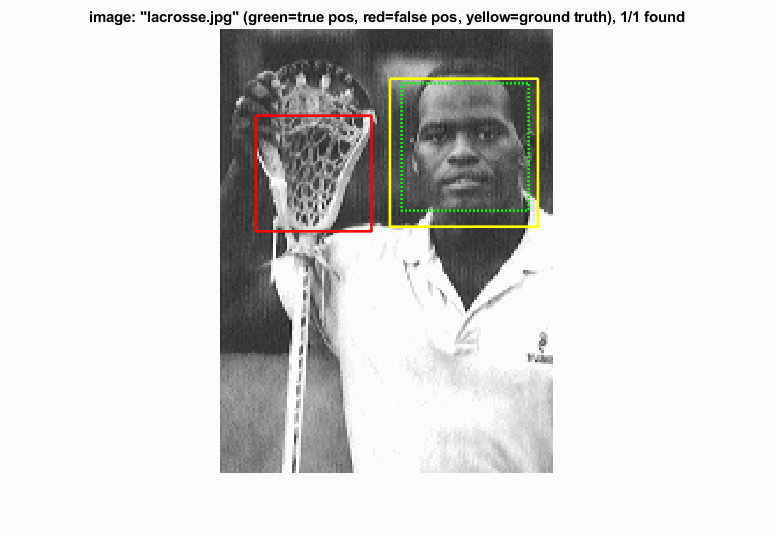 image: "lacrosse.jpg" (green=true pos, red=false pos, yellow=ground truth), 1/1 found